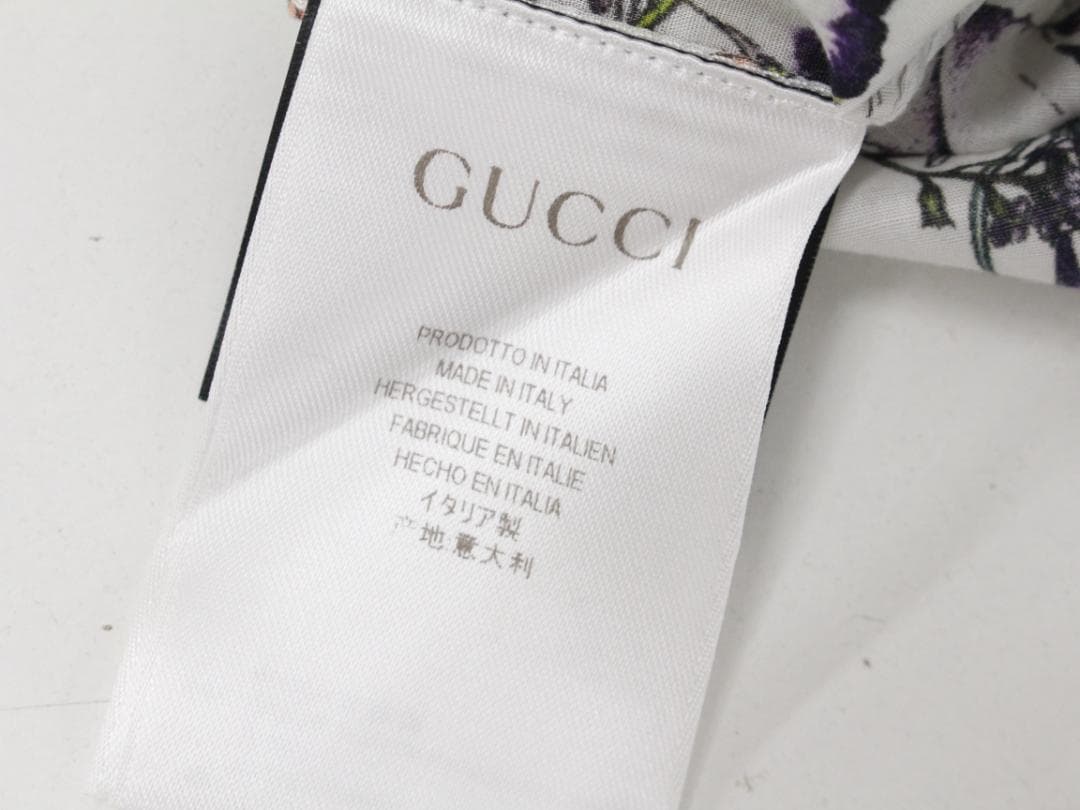 GUCCI
PRODOTTO IN ITALIA
MADE IN ITALY
HERGESTELLT IN ITALIEN
FABRIQUE EN ITALIE
HECHO EN ITALIA
イタリア製
产地:意大利